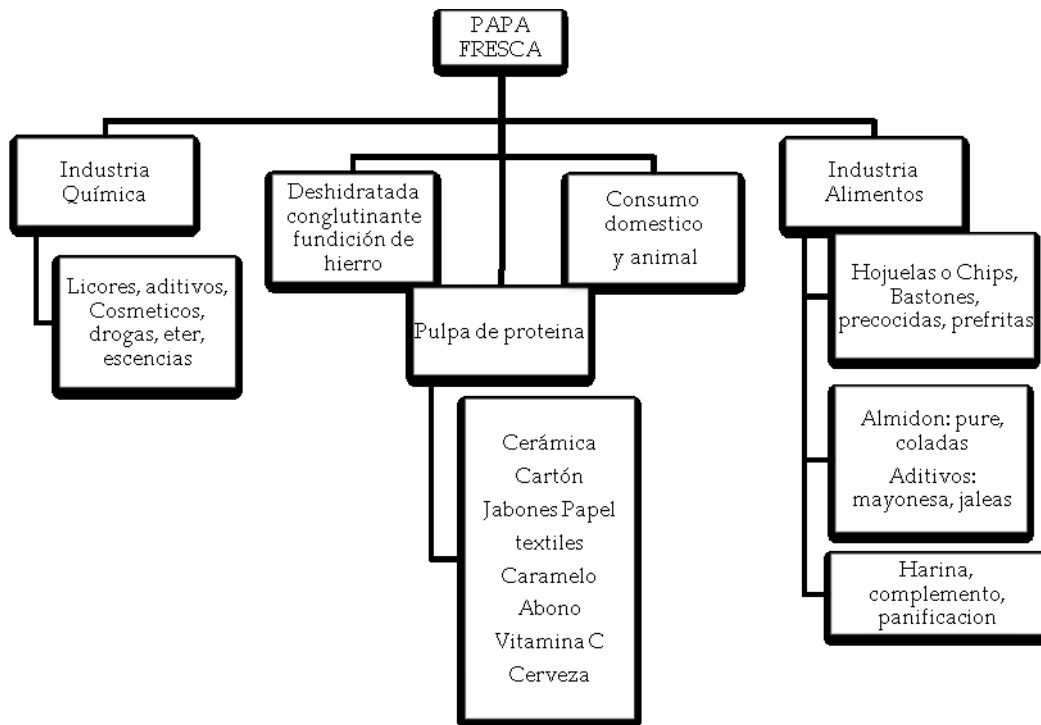 PAPA
FRESCA
Industria
Química
Deshidratada
conglutinante
fundición de
hierro
Consumo
domestico
y animal
Industria
Alimentos
Licores, aditivos,
Cosmeticos,
drogas, eter,
escencias
Pulpa de proteina
Hojuelas o Chips,
Bastones,
precocidas, prefritas
Cerámica
Cartón
Jabones Papel
textiles
Caramelo
Abono
Vitamina C
Cerveza
Almidon: pure,
coladas
Aditivos:
mayonesa, jaleas
Harina,
complemento,
panificacion